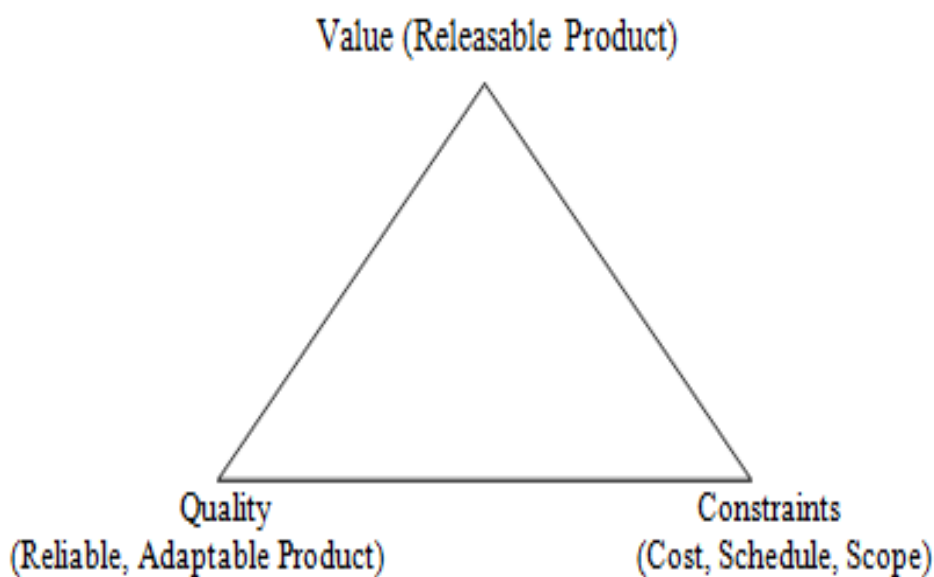 Value (Releasable Product)
Quality
(Reliable, Adaptable Product)
Constraints
(Cost, Schedule, Scope)